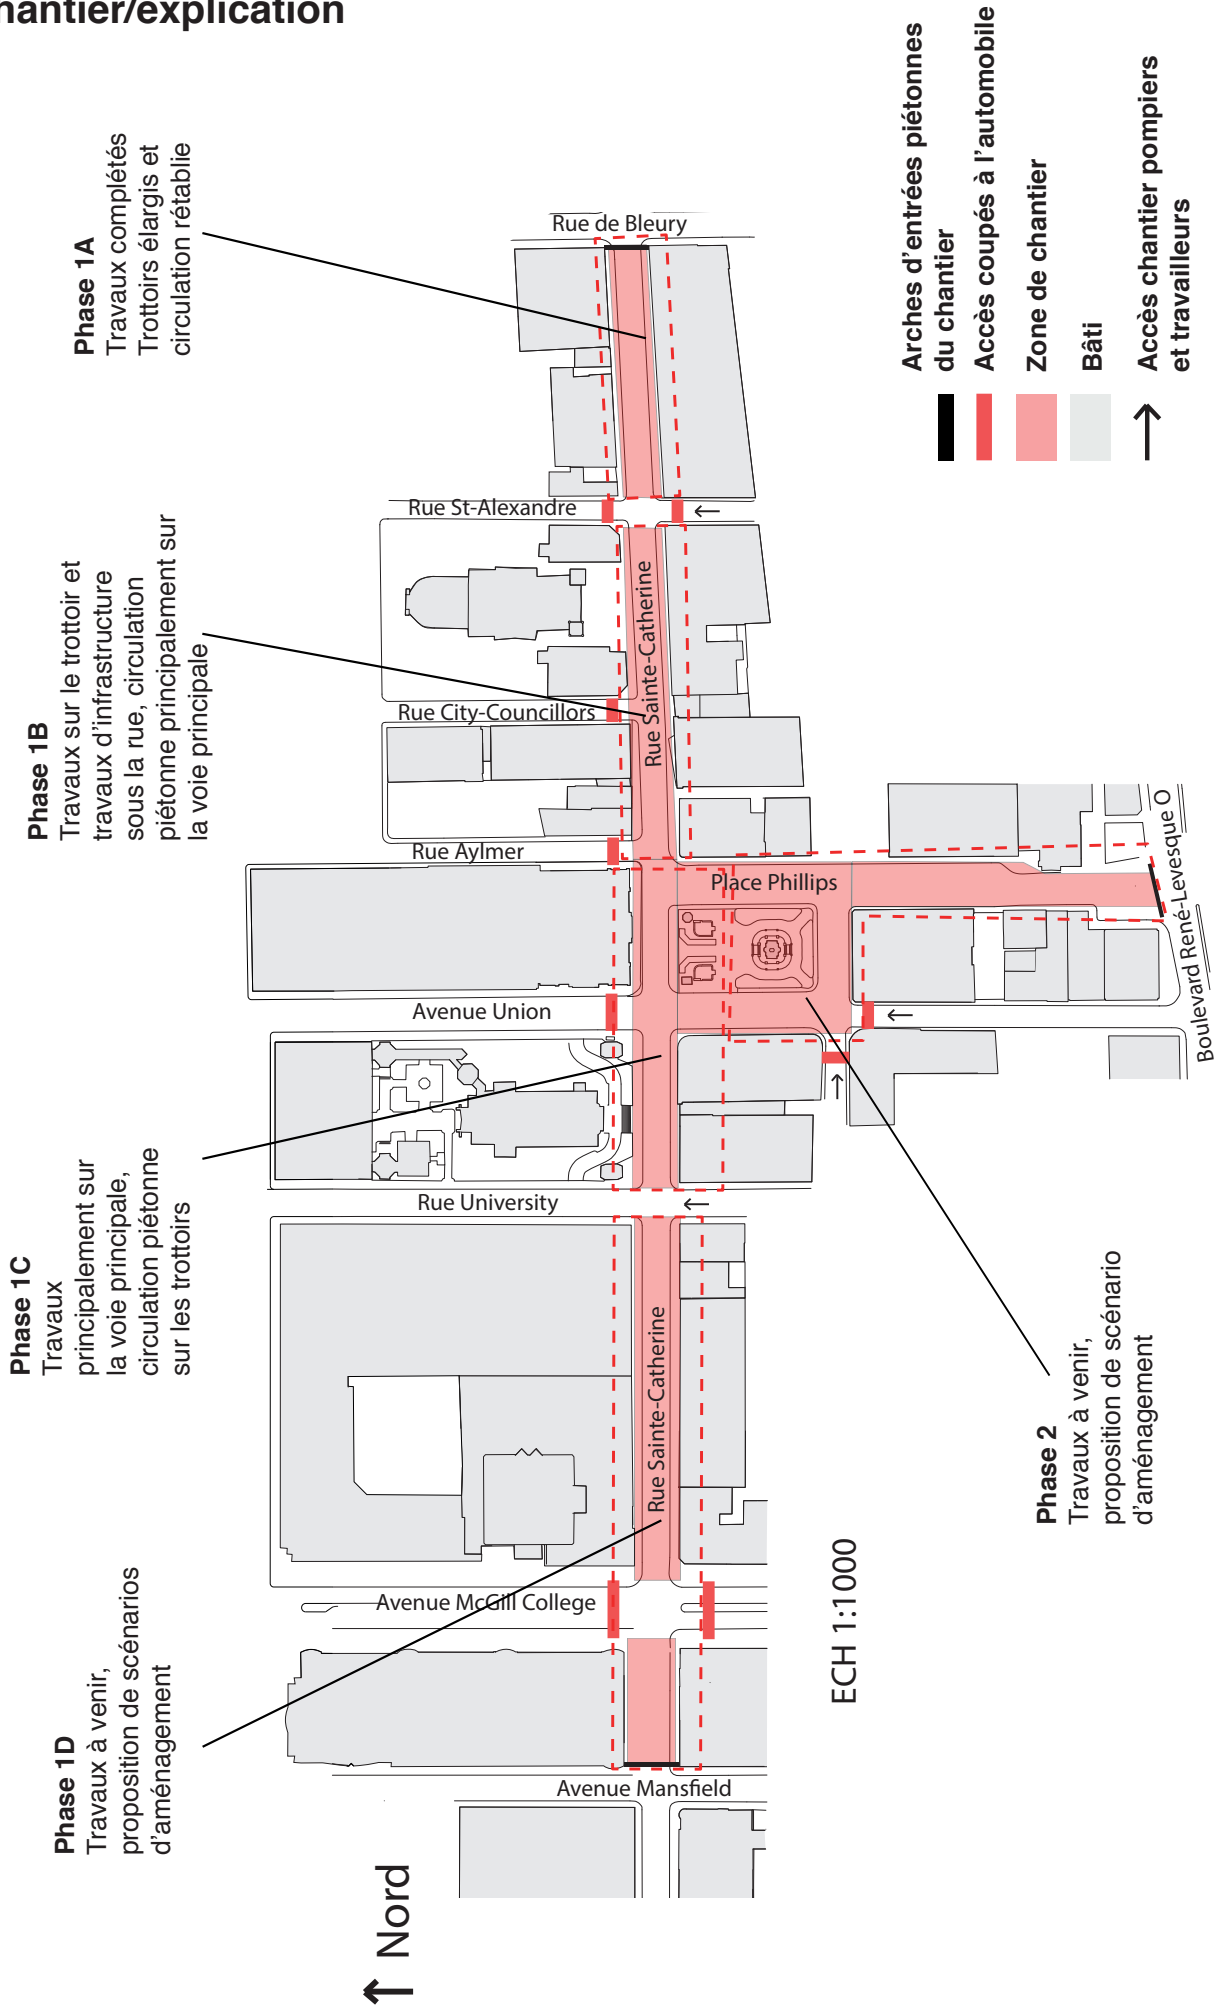 hantier/explication
Phase 1A
Travaux complétés
Trottoirs élargis et
circulation rétablie
Phase 1B
Travaux sur le trottoir et
travaux d'infrastructure
sous la rue, circulation
piétonne principalement sur
la voie principale
Phase 1C
Travaux
principalement sur
la voie principale,
circulation piétonne
sur les trottoirs
Phase 1D
Travaux à venir,
proposition de scénarios
d'aménagement
Phase 2
Travaux à venir,
proposition de scénario
d'aménagement
Rue de Bleury
Rue St-Alexandre
Rue Sainte-Catherine
Rue City-Councillors
Rue Aylmer
Place Phillips
Boulevard René-Levesque O
Avenue Union
Rue University
Rue Sainte-Catherine
Avenue McGill College
Avenue Mansfield
Arches d'entrées piétonnes
du chantier
Accès coupés à l'automobile
Zone de chantier
Bâti
Accès chantier pompiers
et travailleurs
ECH 1:1000
Nord